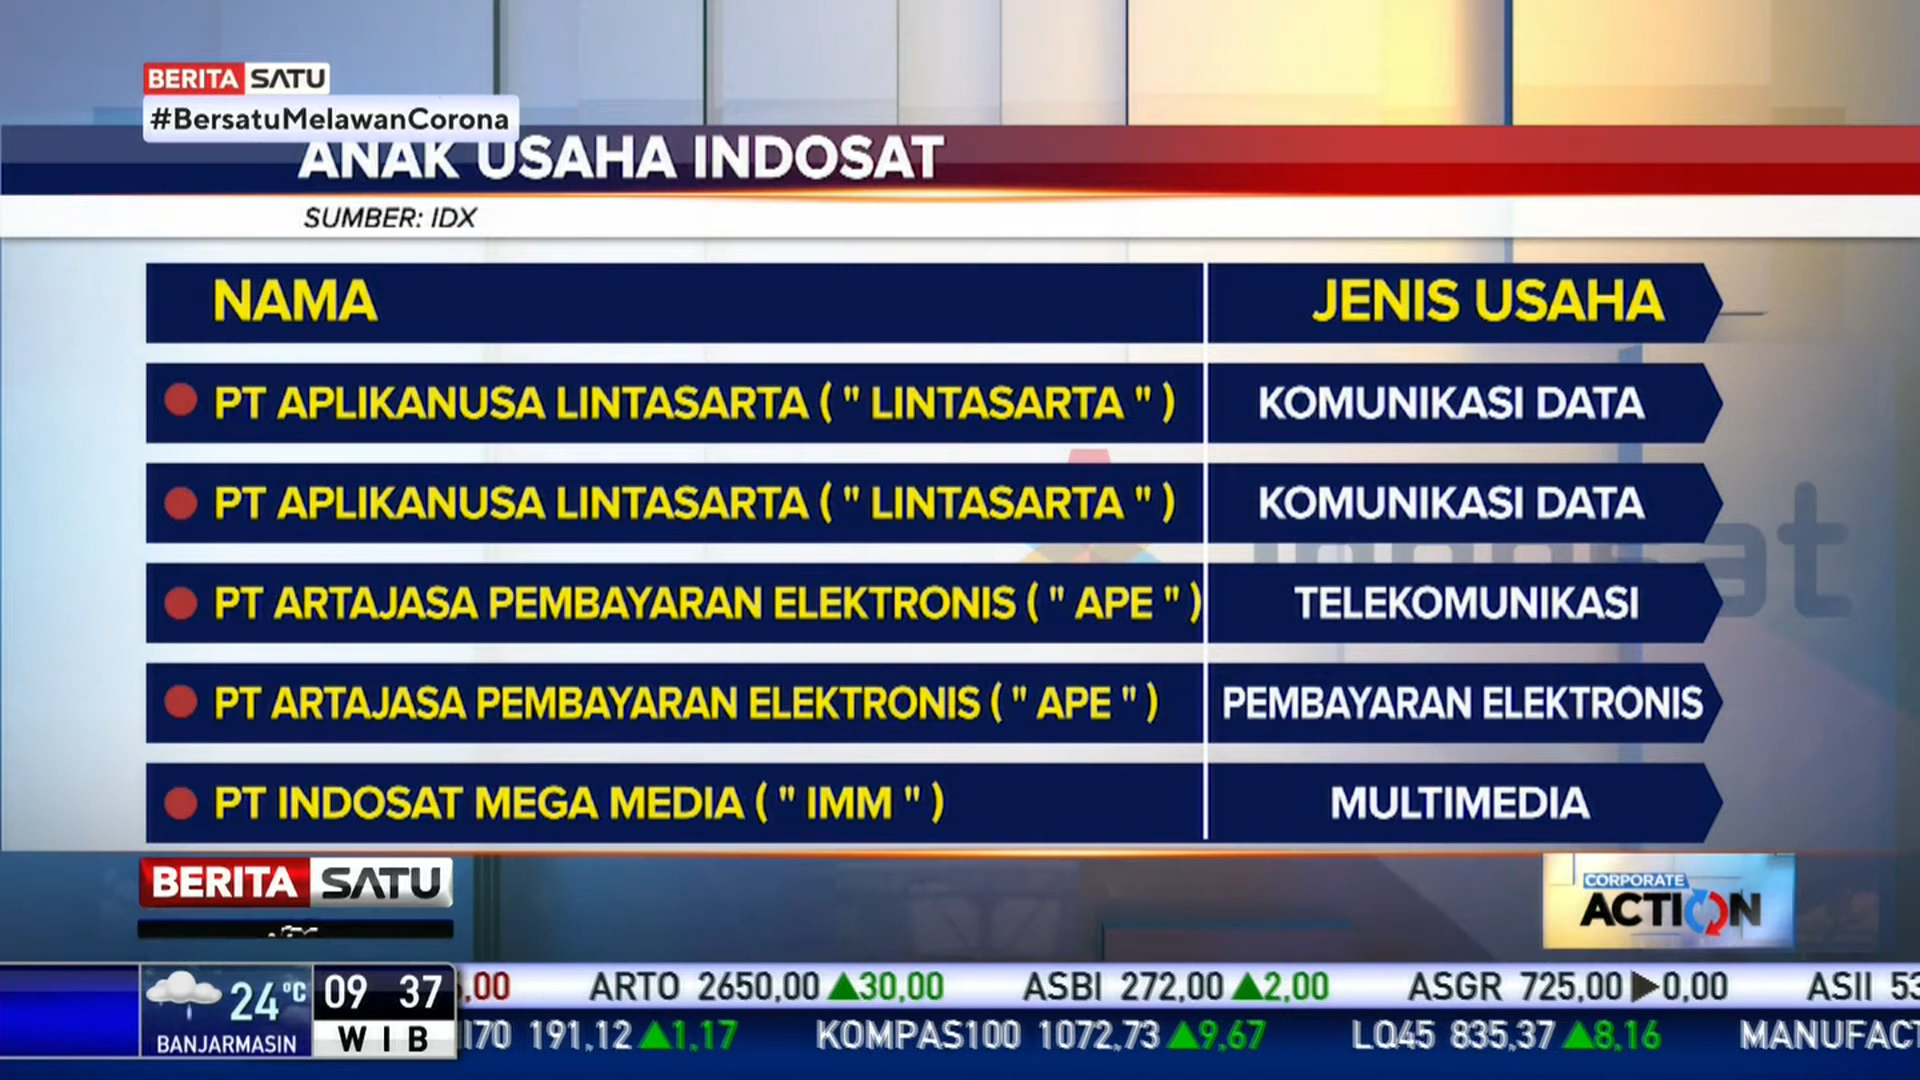 BERITA SATU
#BersatuMelawanCorona
ANAK USAHA INDOSAT
SUMBER: IDX
NAMA JENIS USAHA
PT APLIKANUSA LINTASARTA ( " LINTASARTA " ) KOMUNIKASI DATA
PT APLIKANUSA LINTASARTA ( " LINTASARTA " ) KOMUNIKASI DATA
PT ARTAJASA PEMBAYARAN ELEKTRONIS ( " APE " ) TELEKOMUNIKASI
PT ARTAJASA PEMBAYARAN ELEKTRONIS ( " APE " ) PEMBAYARAN ELEKTRONIS
PT INDOSAT MEGA MEDIA ( " IMM " ) MULTIMEDIA
BERITA SATU
CORPORATE
ACTION
24°C
BANJARMASIN
09 37
WIB
,00 ARTO 2650,00 ▲30,00 ASBI 272,00 ▲2,00 ASGR 725,00 ▶0,00 ASII 53
I70 191,12 ▲1,17 KOMPAS100 1072,73 ▲9,67 LQ45 835,37 ▲8,16 MANUFAC